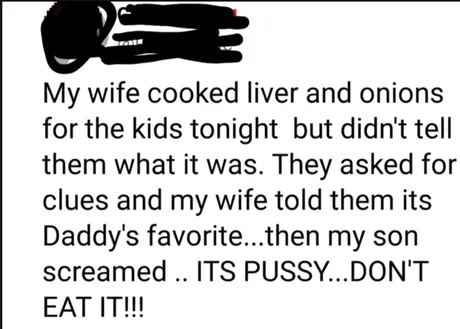 My wife cooked liver and onions
for the kids tonight  but didn't tell
them what it was. They asked for
clues and my wife told them its
Daddy's favorite...then my son
screamed .. ITS PUSSY...DON'T
EAT IT!!!